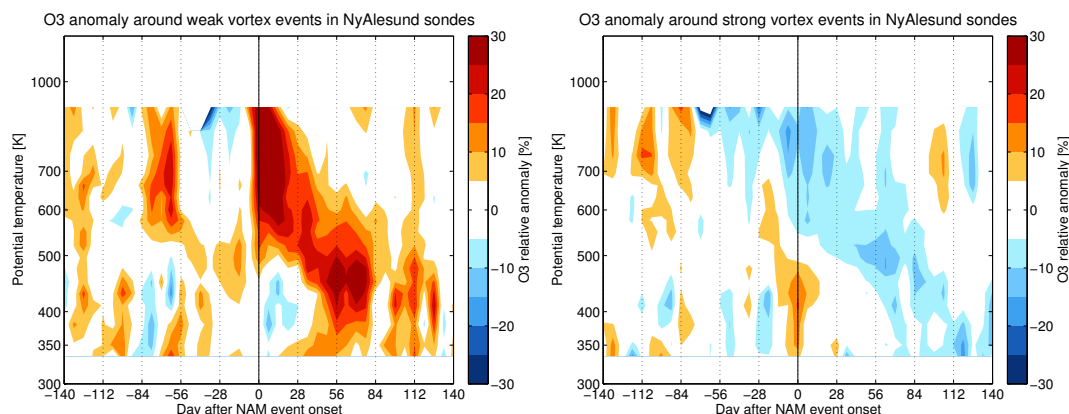 O3 anomaly around weak vortex events in NyAlesund sondes
Potential temperature [K]
1000
700
600
500
400
350
300
−140 −112 −84 −56 −28 0 28 56 84 112 140
Day after NAM event onset
30
20
10
0
−10
−20
−30
O3 relative anomaly [%]
O3 anomaly around strong vortex events in NyAlesund sondes
Potential temperature [K]
1000
700
600
500
400
350
300
−140 −112 −84 −56 −28 0 28 56 84 112 140
Day after NAM event onset
30
20
10
0
−10
−20
−30
O3 relative anomaly [%]